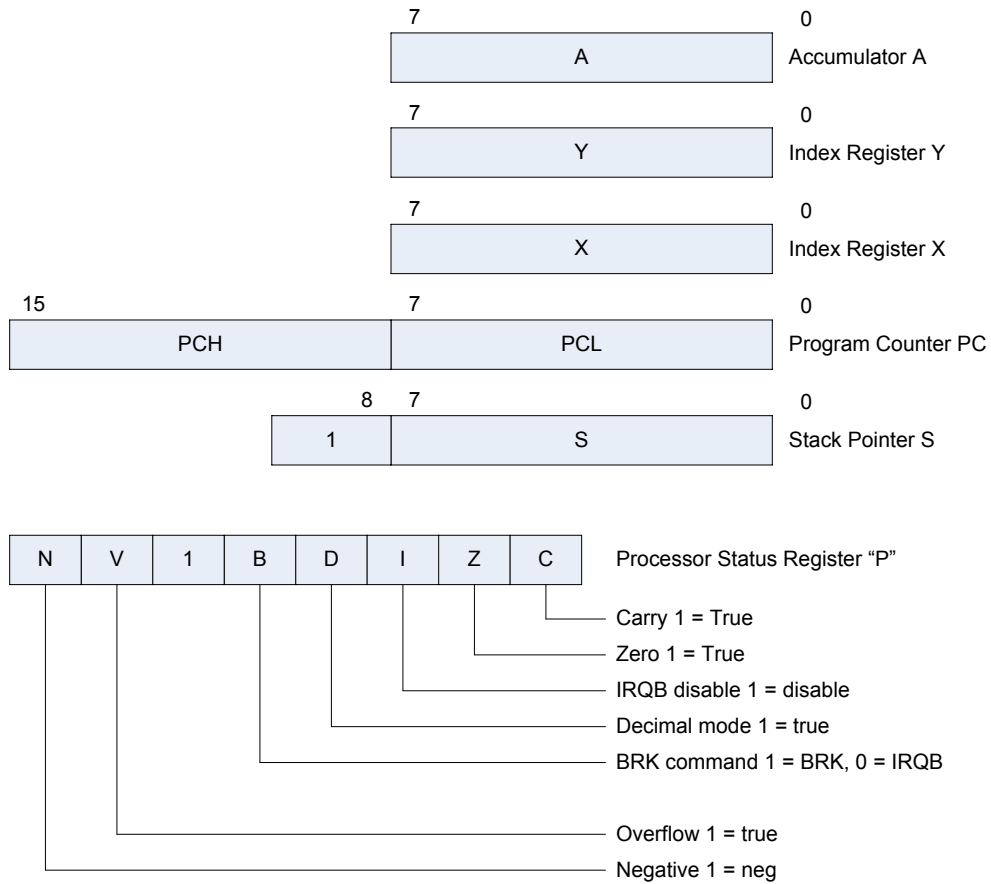 7 0
A Accumulator A
7 0
Y Index Register Y
7 0
X Index Register X
15 7 0
PCH PCL Program Counter PC
8 7 0
1 S Stack Pointer S
N V 1 B D I Z C Processor Status Register “P”
Carry 1 = True
Zero 1 = True
IRQB disable 1 = disable
Decimal mode 1 = true
BRK command 1 = BRK, 0 = IRQB
Overflow 1 = true
Negative 1 = neg